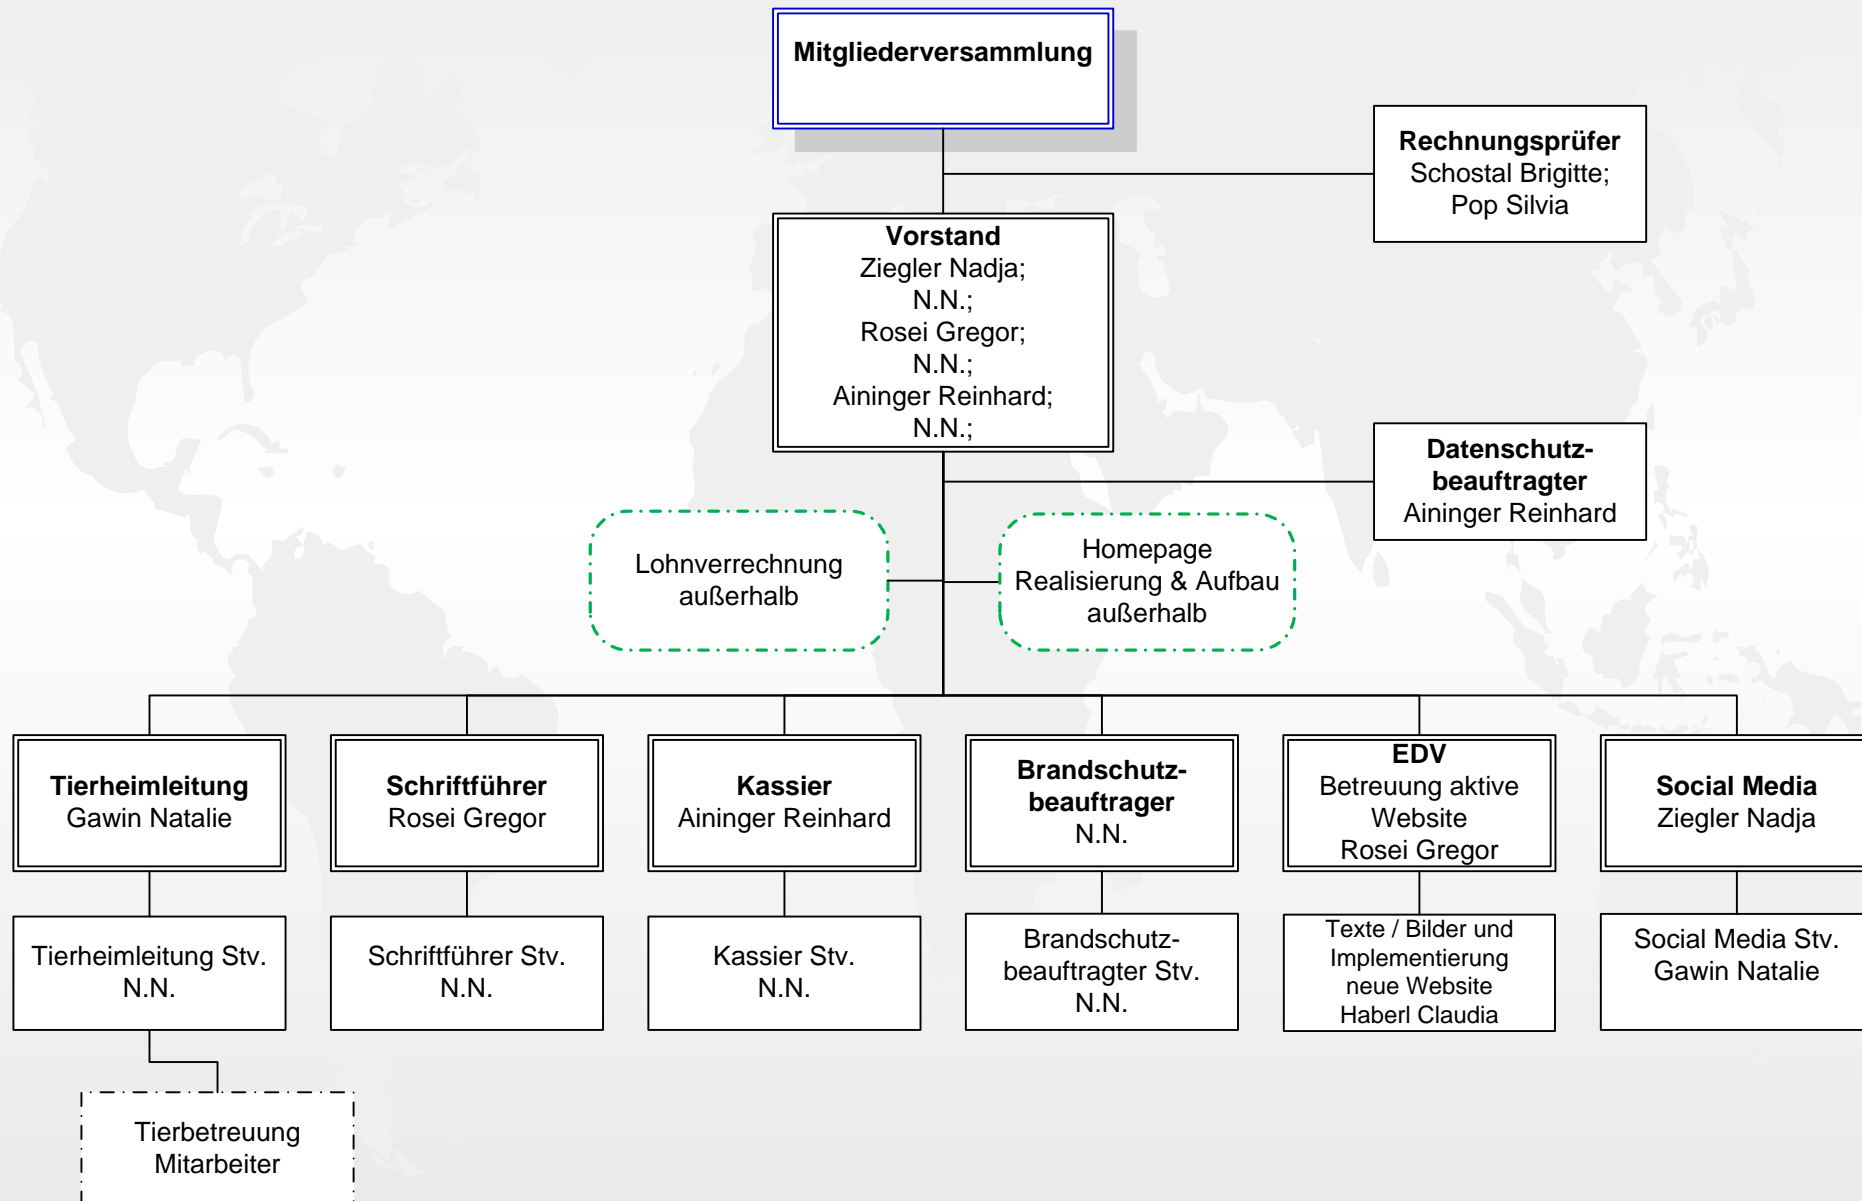 Mitgliederversammlung
Rechnungsprüfer
Schostal Brigitte;
Pop Silvia
Vorstand
Ziegler Nadja;
N.N.;
Rosei Gregor;
N.N.;
Aininger Reinhard;
N.N.;
Datenschutz-
beauftragter
Aininger Reinhard
Lohnverrechnung
außerhalb
Homepage
Realisierung & Aufbau
außerhalb
Tierheimleitung
Gawin Natalie
Schriftführer
Rosei Gregor
Kassier
Aininger Reinhard
Brandschutz-
beauftrager
N.N.
EDV
Betreuung aktive
Website
Rosei Gregor
Social Media
Ziegler Nadja
Tierheimleitung Stv.
N.N.
Schriftführer Stv.
N.N.
Kassier Stv.
N.N.
Brandschutz-
beauftragter Stv.
N.N.
Texte / Bilder und
Implementierung
neue Website
Haberl Claudia
Social Media Stv.
Gawin Natalie
Tierbetreuung
Mitarbeiter